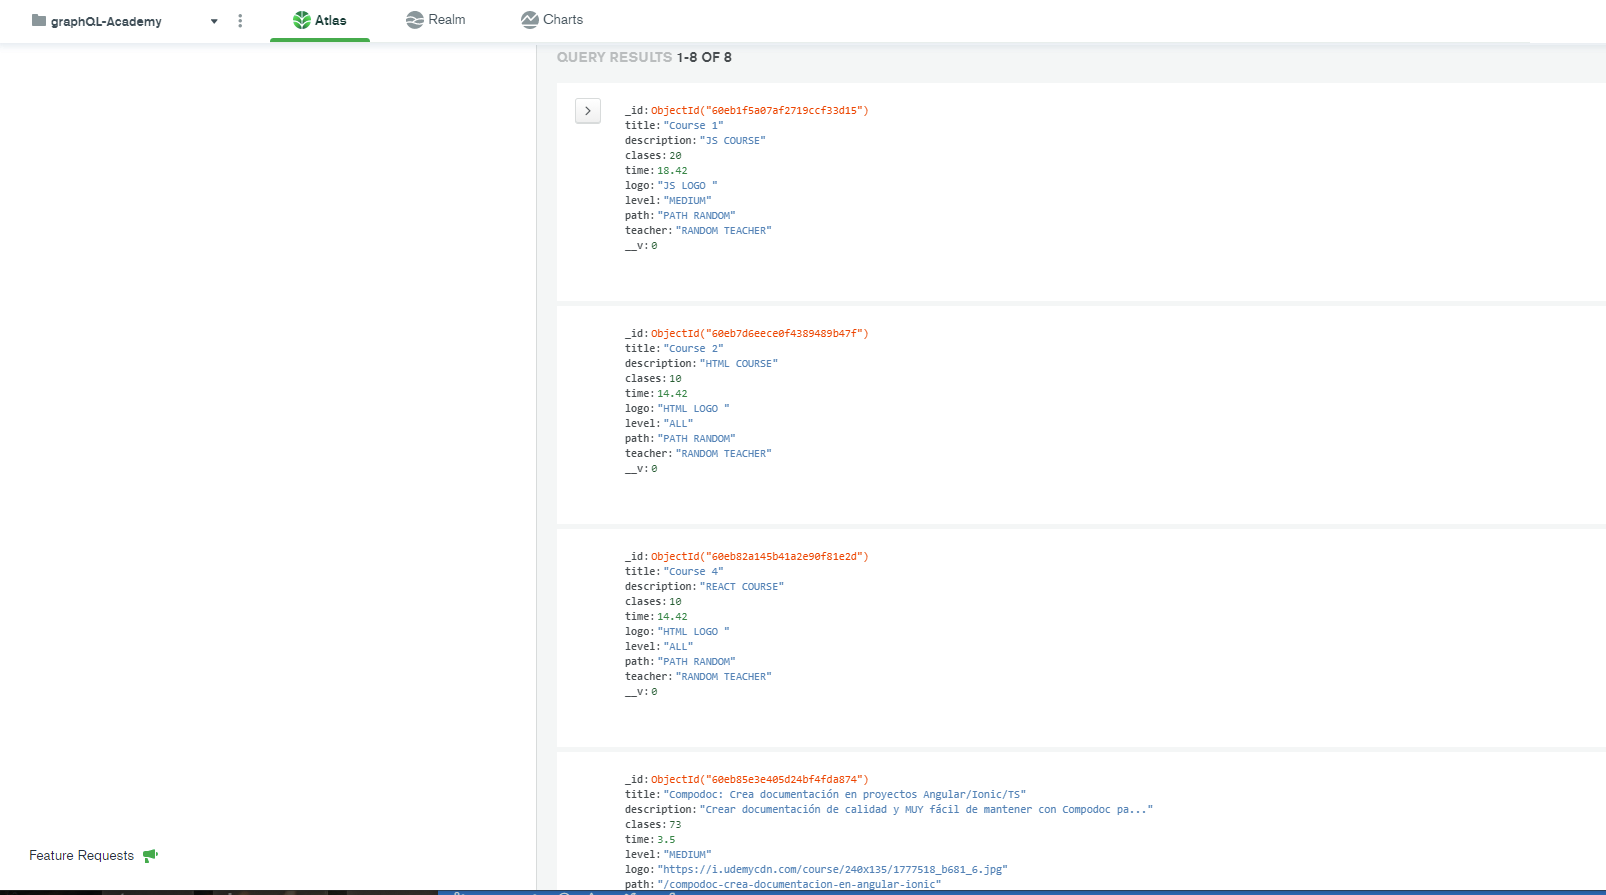 graphQL-Academy
Atlas
Realm
Charts
QUERY RESULTS 1-8 OF 8
_id: ObjectId("60eb1f5a07af2719ccf33d15")
title: "Course 1"
description: "JS COURSE"
clases: 20
time: 18.42
logo: "JS LOGO "
level: "MEDIUM"
path: "PATH RANDOM"
teacher: "RANDOM TEACHER"
__v: 0
_id: ObjectId("60eb7d6eece0f4389489b47f")
title: "Course 2"
description: "HTML COURSE"
clases: 10
time: 14.42
logo: "HTML LOGO "
level: "ALL"
path: "PATH RANDOM"
teacher: "RANDOM TEACHER"
__v: 0
_id: ObjectId("60eb82a145b41a2e90f81e2d")
title: "Course 4"
description: "REACT COURSE"
clases: 10
time: 14.42
logo: "HTML LOGO "
level: "ALL"
path: "PATH RANDOM"
teacher: "RANDOM TEACHER"
__v: 0
_id: ObjectId("60eb85e3e405d24bf4fda874")
title: "Compodoc: Crea documentación en proyectos Angular/Ionic/TS"
description: "Crear documentación de calidad y MUY fácil de mantener con Compodoc pa..."
clases: 73
time: 3.5
level: "MEDIUM"
logo: "https://i.udemycdn.com/course/240x135/1777518_b681_6.jpg"
path: "/compodoc-crea-documentacion-en-angular-ionic"
Feature Requests